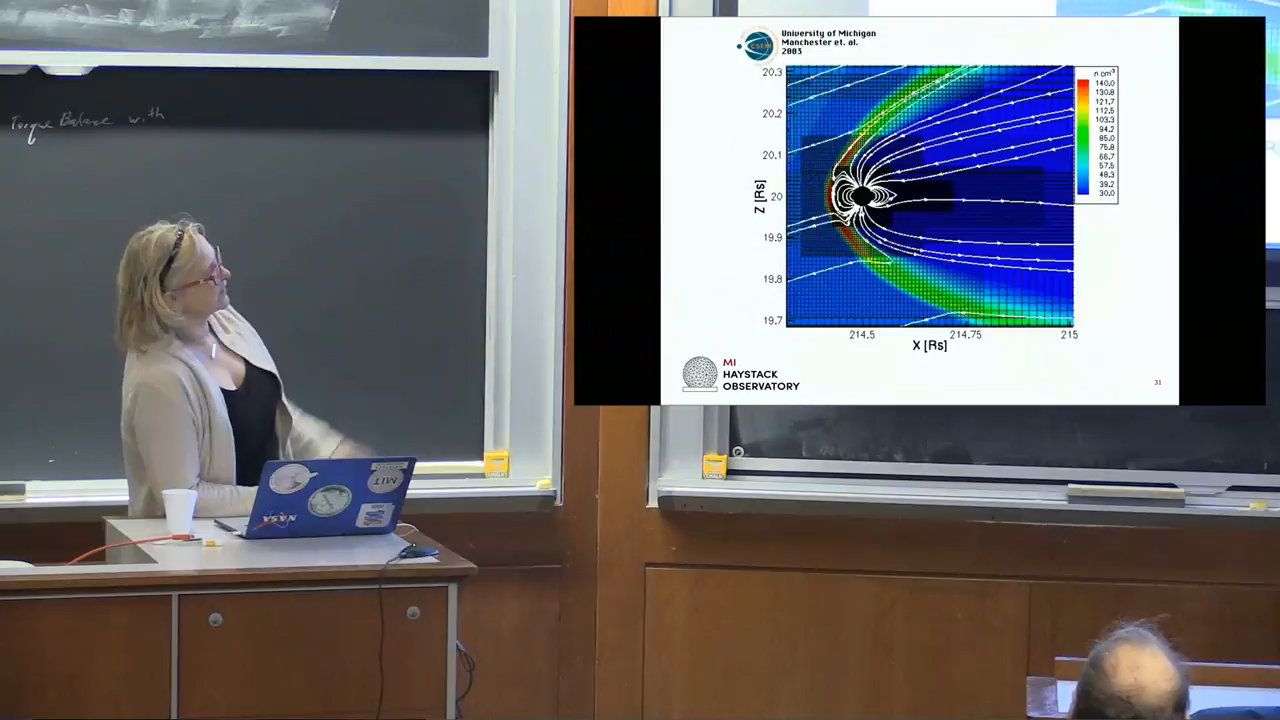 Torque Balance with
University of Michigan
Manchester et. al.
2003
CSEM
n cm³
140.0
130.8
121.7
112.5
103.3
94.2
85.0
75.8
66.7
57.5
48.3
39.2
30.0
20.3
20.2
20.1
20
19.9
19.8
19.7
Z [Rs]
214.5
214.75
215
X [Rs]
MI
HAYSTACK
OBSERVATORY
31
MIT
NASA